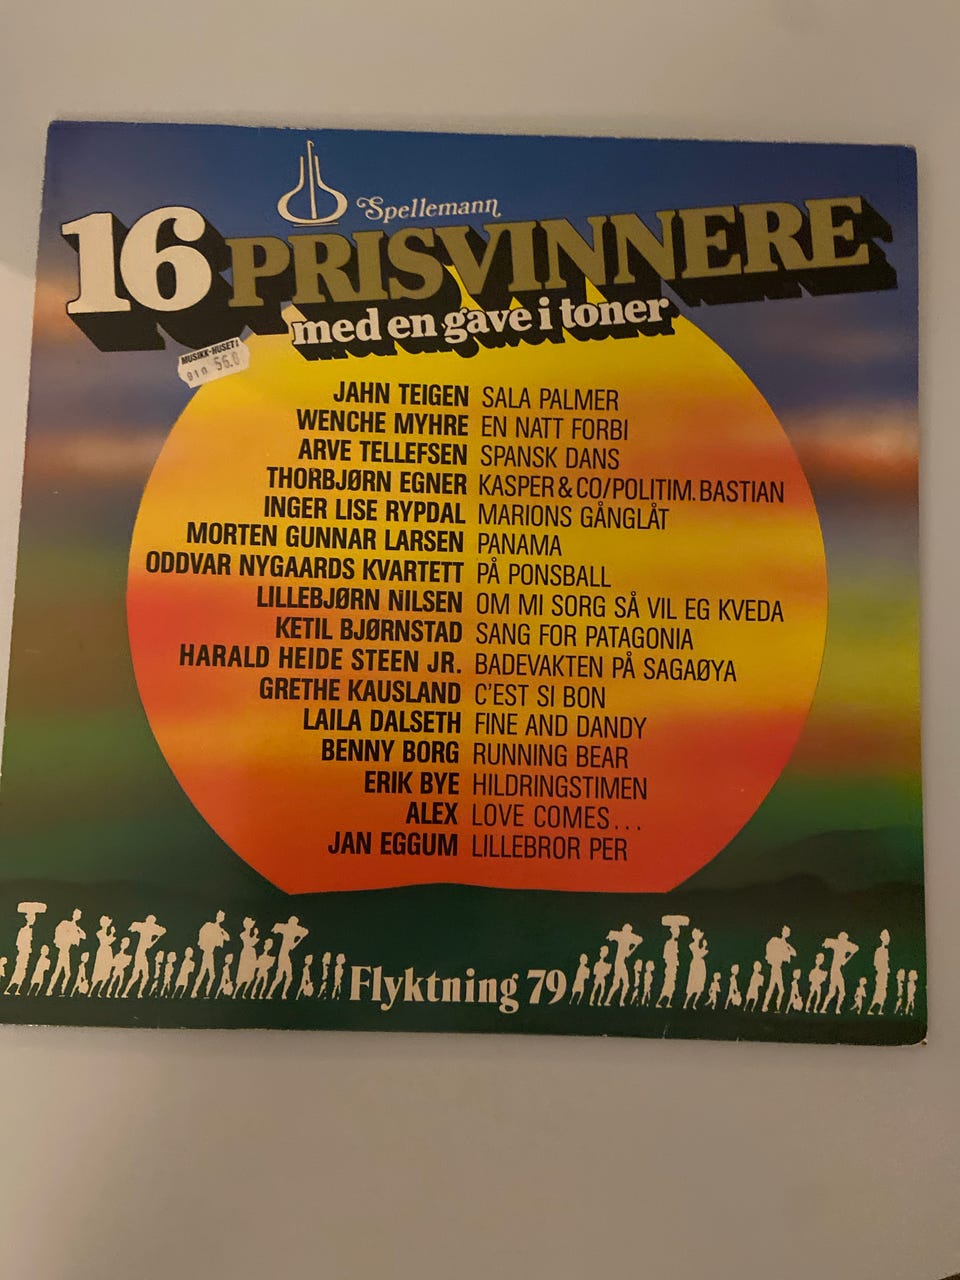 Spellemann
16 PRISVINNERE
med en gave i toner
MUSIKK-HUSET
910 56.0
JAHN TEIGEN SALA PALMER
WENCHE MYHRE EN NATT FORBI
ARVE TELLEFSEN SPANSK DANS
THORBJØRN EGNER KASPER & CO/POLITIM. BASTIAN
INGER LISE RYPDAL MARIONS GÅNGLÅT
MORTEN GUNNAR LARSEN PANAMA
ODDVAR NYGAARDS KVARTETT PÅ PONSBALL
LILLEBJØRN NILSEN OM MI SORG SÅ VIL EG KVEDA
KETIL BJØRNSTAD SANG FOR PATAGONIA
HARALD HEIDE STEEN JR. BADEVAKTEN PÅ SAGAØYA
GRETHE KAUSLAND C'EST SI BON
LAILA DALSETH FINE AND DANDY
BENNY BORG RUNNING BEAR
ERIK BYE HILDRINGSTIMEN
ALEX LOVE COMES...
JAN EGGUM LILLEBROR PER
Flyktning 79